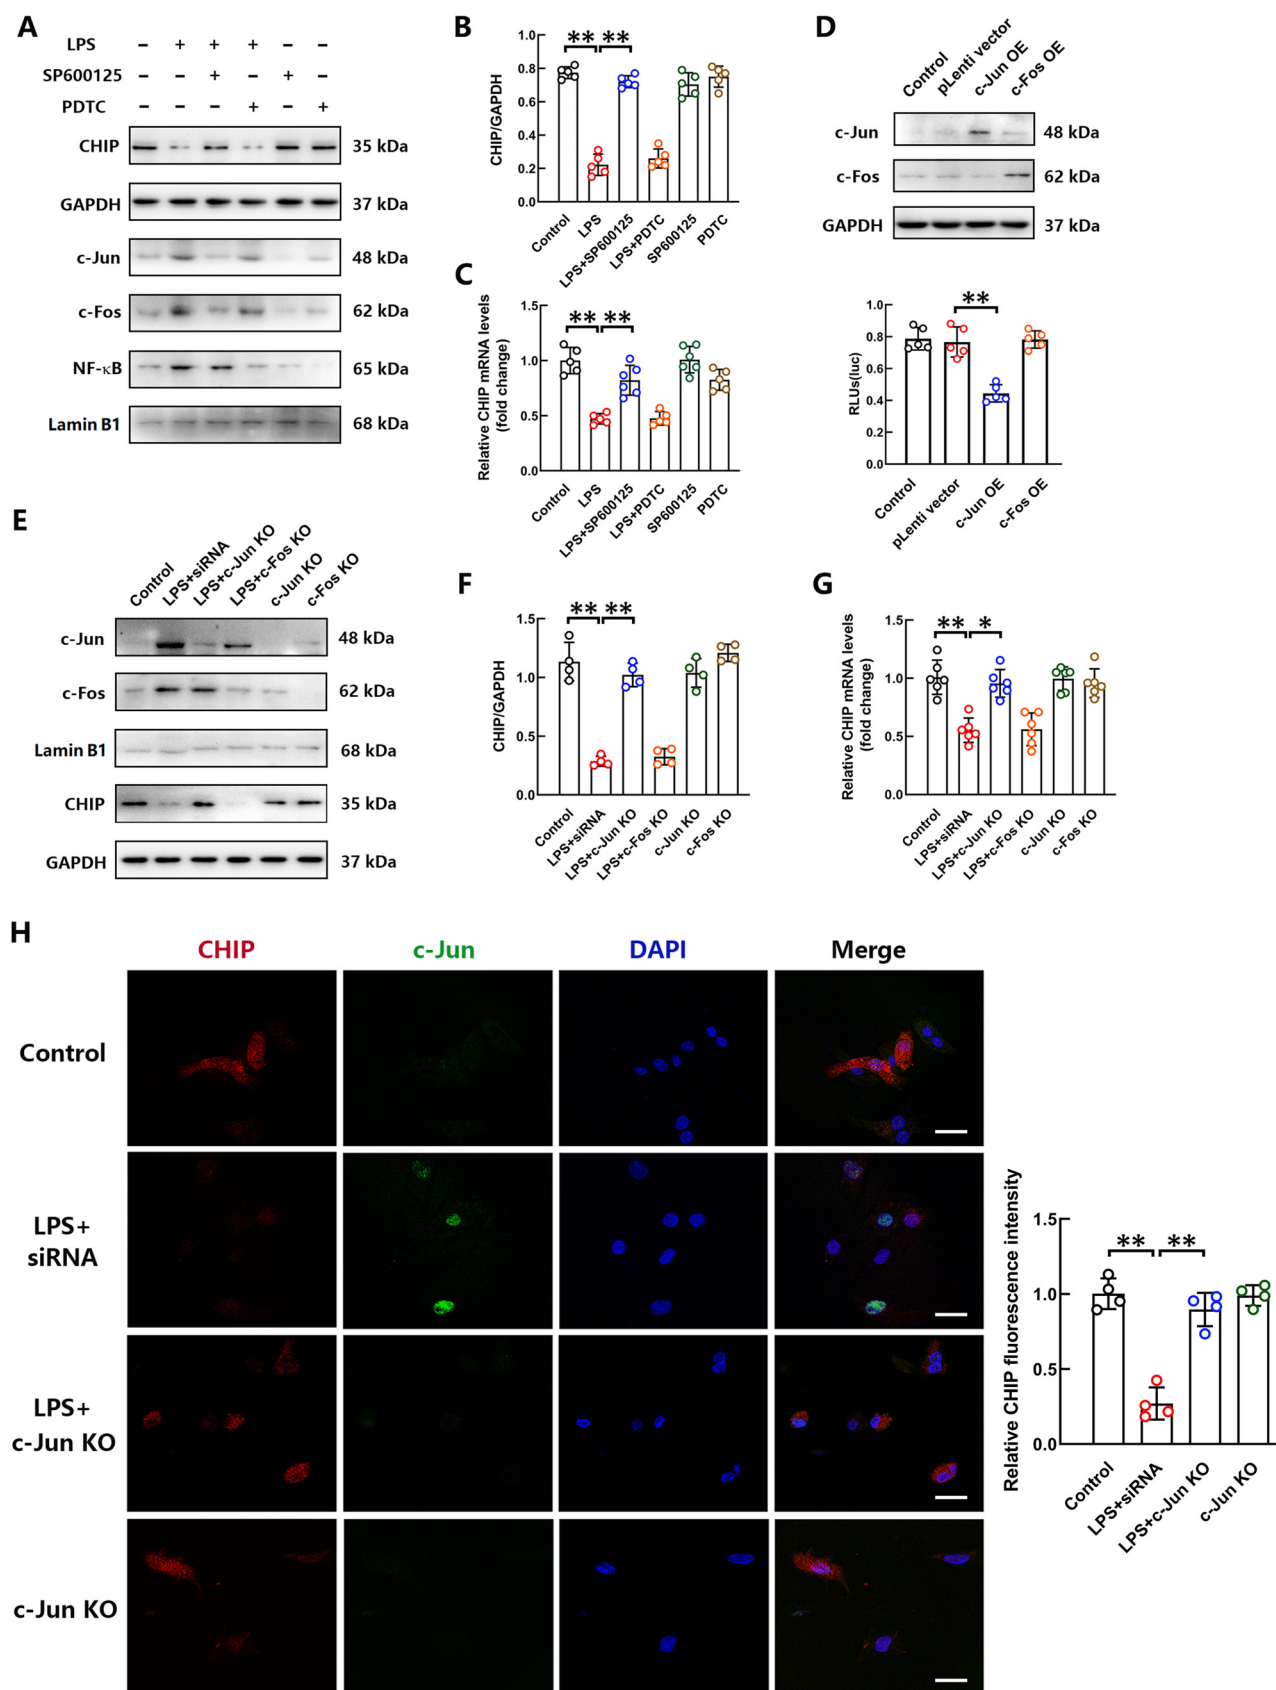 A
LPS − + + + − −
SP600125 − − + − + −
PDTC − − − + − +
CHIP 35 kDa
GAPDH 37 kDa
c-Jun 48 kDa
c-Fos 62 kDa
NF-κB 65 kDa
Lamin B1 68 kDa
B
CHIP/GAPDH
1.0
0.8
0.6
0.4
0.2
0.0
** **
Control
LPS
LPS+SP600125
LPS+PDTC
SP600125
PDTC
C
Relative CHIP mRNA levels
(fold change)
1.5
1.0
0.5
0.0
** **
Control
LPS
LPS+SP600125
LPS+PDTC
SP600125
PDTC
D
Control
pLenti vector
c-Jun OE
c-Fos OE
c-Jun 48 kDa
c-Fos 62 kDa
GAPDH 37 kDa
RLUs(luc)
1.0
0.8
0.6
0.4
0.2
0.0
**
Control
pLenti vector
c-Jun OE
c-Fos OE
E
Control
LPS+siRNA
LPS+c-Jun KO
LPS+c-Fos KO
c-Jun KO
c-Fos KO
c-Jun 48 kDa
c-Fos 62 kDa
Lamin B1 68 kDa
CHIP 35 kDa
GAPDH 37 kDa
F
CHIP/GAPDH
1.5
1.0
0.5
0.0
** **
Control
LPS+siRNA
LPS+c-Jun KO
LPS+c-Fos KO
c-Jun KO
c-Fos KO
G
Relative CHIP mRNA levels
(fold change)
1.5
1.0
0.5
0.0
** *
Control
LPS+siRNA
LPS+c-Jun KO
LPS+c-Fos KO
c-Jun KO
c-Fos KO
H
CHIP c-Jun DAPI Merge
Control
LPS+
siRNA
LPS+
c-Jun KO
c-Jun KO
Relative CHIP fluorescence intensity
1.5
1.0
0.5
0.0
** **
Control
LPS+siRNA
LPS+c-Jun KO
c-Jun KO